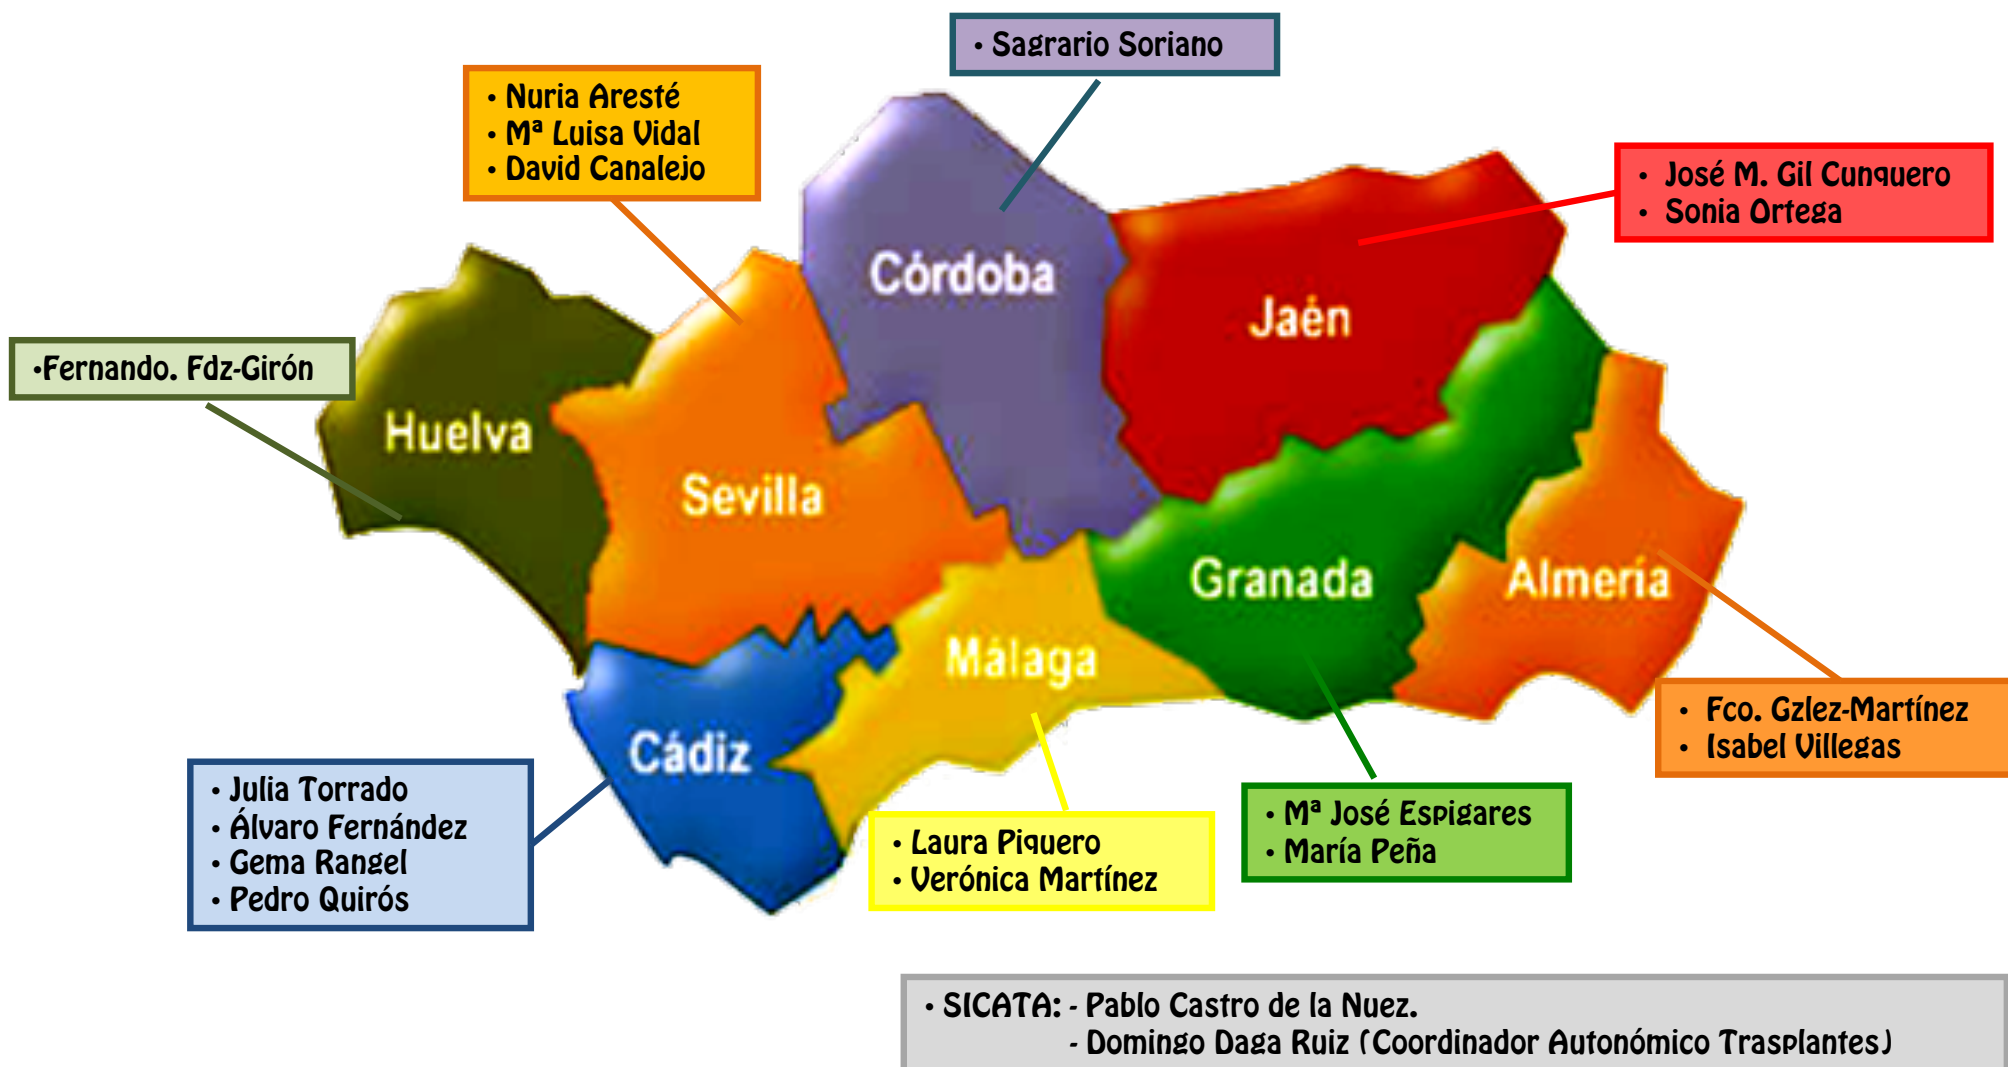 • Sagrario Soriano
• Nuria Aresté
• Mª Luisa Vidal
• David Canalejo
• José M. Gil Cunquero
• Sonia Ortega
Córdoba
Jaén
•Fernando. Fdz-Girón
Huelva
Sevilla
Granada
Almería
Málaga
Cádiz
• Fco. Gzlez-Martínez
• Isabel Villegas
• Julia Torrado
• Álvaro Fernández
• Gema Rangel
• Pedro Quirós
• Laura Piquero
• Verónica Martínez
• Mª José Espigares
• María Peña
• SICATA: - Pablo Castro de la Nuez.
- Domingo Daga Ruiz (Coordinador Autonómico Trasplantes)